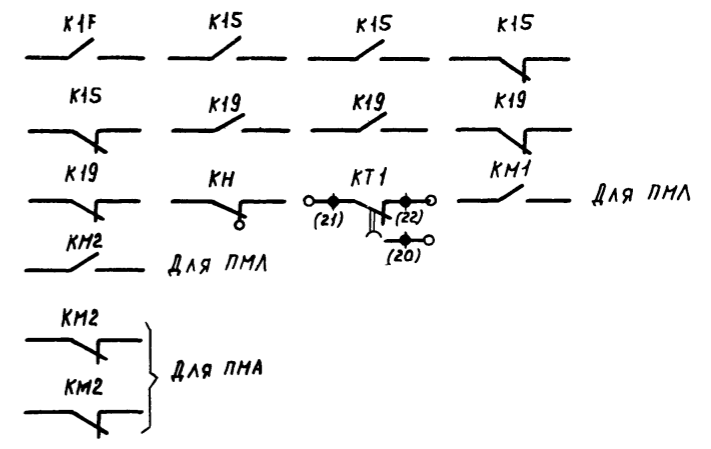 K1F K15 K15 K15
K15 K19 K19 K19
K19 KH KT1 KM1 Для ПМЛ
(21) (22)
KM2 Для ПМЛ
(20)
KM2
Для ПМА
KM2